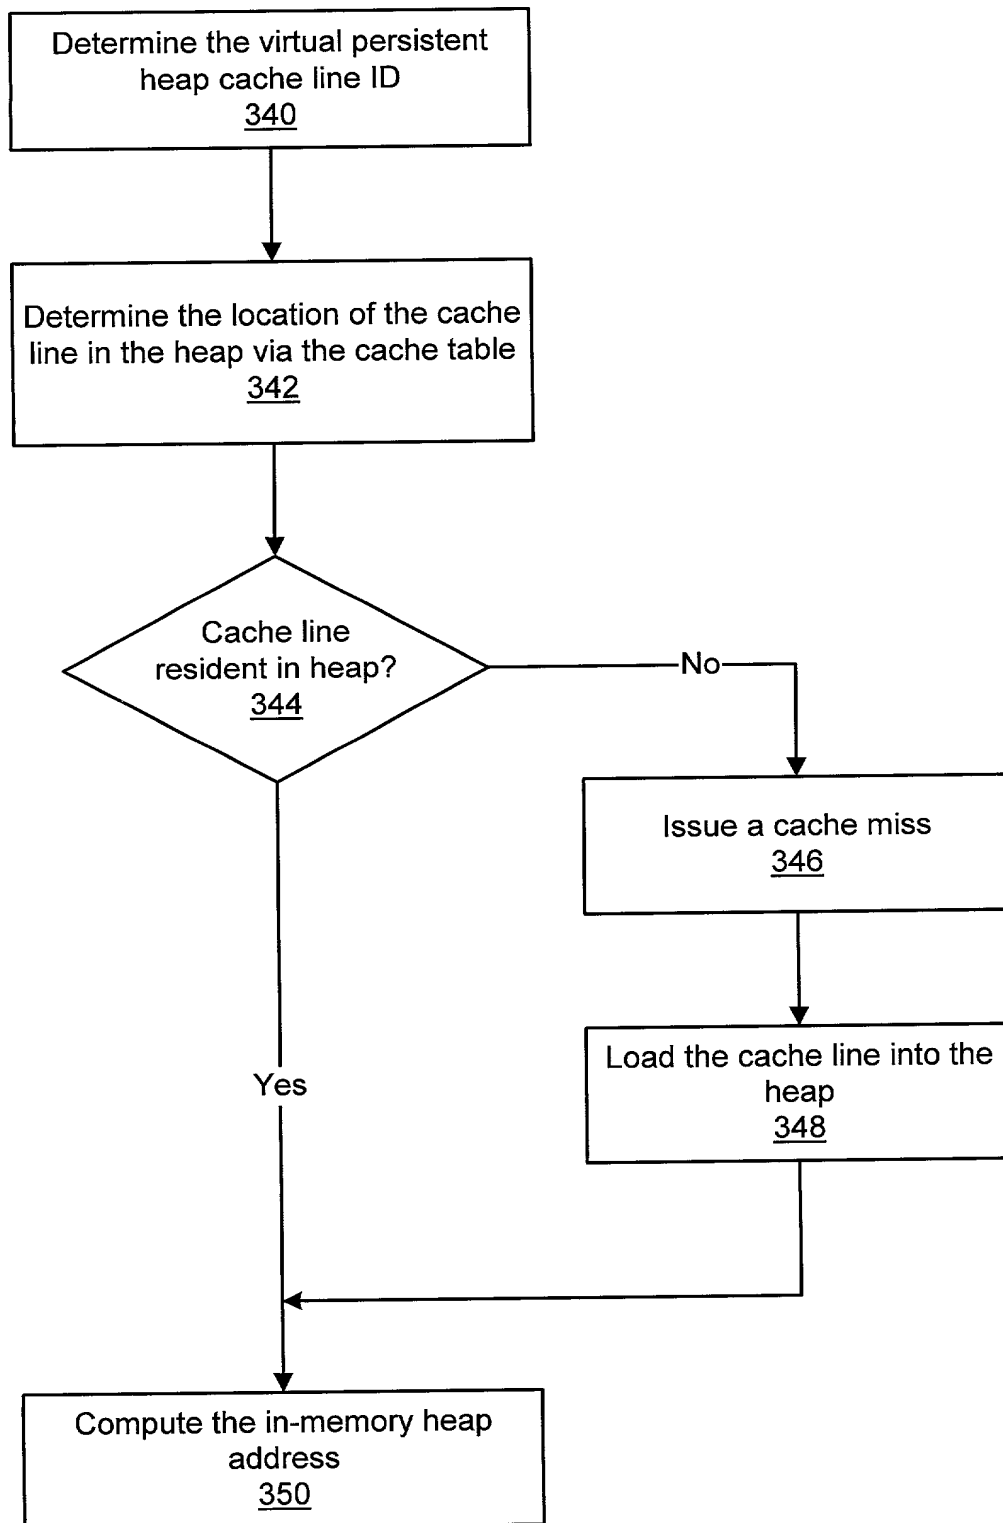 Determine the virtual persistent
heap cache line ID
340
Determine the location of the cache
line in the heap via the cache table
342
Cache line
resident in heap?
344
No
Issue a cache miss
346
Load the cache line into the
heap
348
Yes
Compute the in-memory heap
address
350